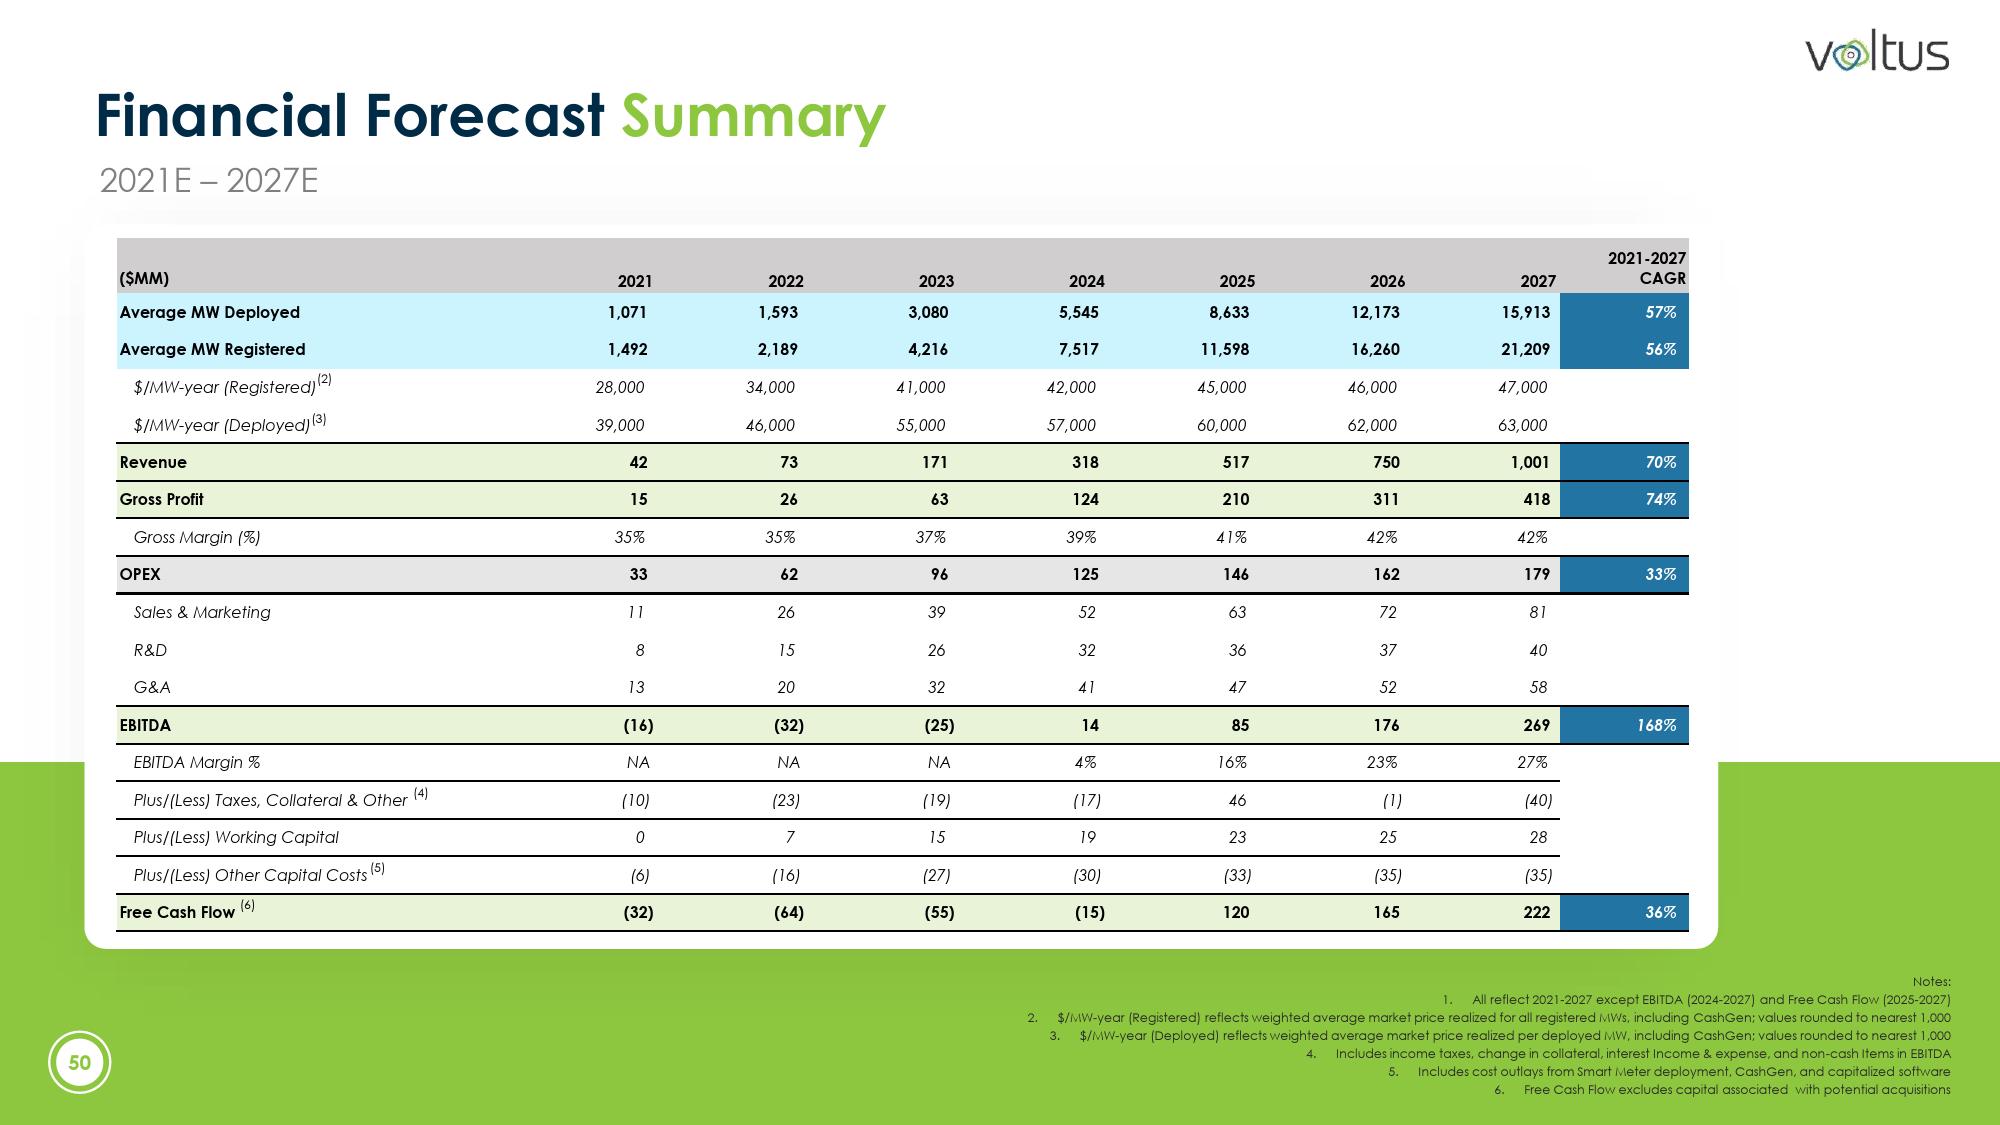 voltus
Financial Forecast Summary
2021E – 2027E
2021-2027
($MM) 2021 2022 2023 2024 2025 2026 2027 CAGR
Average MW Deployed 1,071 1,593 3,080 5,545 8,633 12,173 15,913 57%
Average MW Registered 1,492 2,189 4,216 7,517 11,598 16,260 21,209 56%
$/MW-year (Registered)(2) 28,000 34,000 41,000 42,000 45,000 46,000 47,000
$/MW-year (Deployed)(3) 39,000 46,000 55,000 57,000 60,000 62,000 63,000
Revenue 42 73 171 318 517 750 1,001 70%
Gross Profit 15 26 63 124 210 311 418 74%
Gross Margin (%) 35% 35% 37% 39% 41% 42% 42%
OPEX 33 62 96 125 146 162 179 33%
Sales & Marketing 11 26 39 52 63 72 81
R&D 8 15 26 32 36 37 40
G&A 13 20 32 41 47 52 58
EBITDA (16) (32) (25) 14 85 176 269 168%
EBITDA Margin % NA NA NA 4% 16% 23% 27%
Plus/(Less) Taxes, Collateral & Other (4) (10) (23) (19) (17) 46 (1) (40)
Plus/(Less) Working Capital 0 7 15 19 23 25 28
Plus/(Less) Other Capital Costs (5) (6) (16) (27) (30) (33) (35) (35)
Free Cash Flow (6) (32) (64) (55) (15) 120 165 222 36%
Notes:
1. All reflect 2021-2027 except EBITDA (2024-2027) and Free Cash Flow (2025-2027)
2. $/MW-year (Registered) reflects weighted average market price realized for all registered MWs, including CashGen; values rounded to nearest 1,000
3. $/MW-year (Deployed) reflects weighted average market price realized per deployed MW, including CashGen; values rounded to nearest 1,000
4. Includes income taxes, change in collateral, interest Income & expense, and non-cash Items in EBITDA
5. Includes cost outlays from Smart Meter deployment, CashGen, and capitalized software
6. Free Cash Flow excludes capital associated with potential acquisitions
50